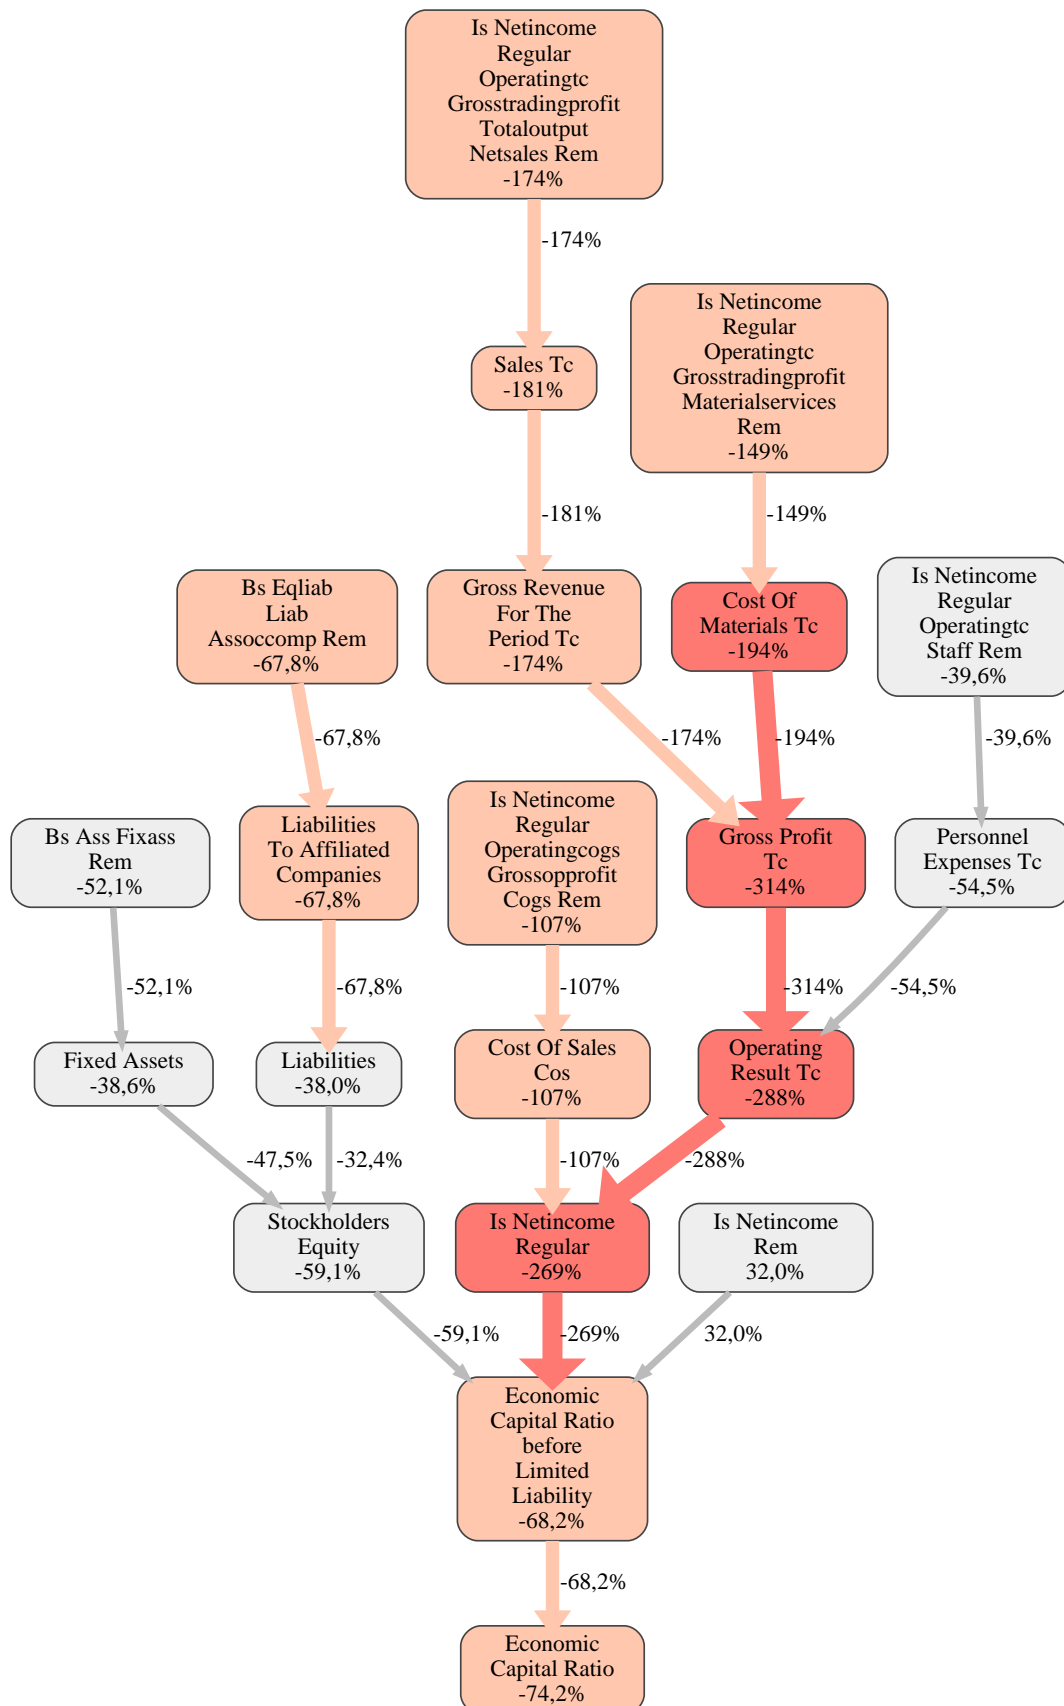 Is Netincome
Regular
Operatingtc
Grosstradingprofit
Totaloutput
Netsales Rem
-174%
-174%
Is Netincome
Regular
Operatingtc
Grosstradingprofit
Materialservices
Rem
-149%
Sales Tc
-181%
-181%
-149%
Bs Eqliab
Liab
Assoccomp Rem
-67,8%
Gross Revenue
For The
Period Tc
-174%
Cost Of
Materials Tc
-194%
Is Netincome
Regular
Operatingtc
Staff Rem
-39,6%
-67,8%
-174%
-194%
-39,6%
Bs Ass Fixass
Rem
-52,1%
Liabilities
To Affiliated
Companies
-67,8%
Is Netincome
Regular
Operatingcogs
Grossopprofit
Cogs Rem
-107%
Gross Profit
Tc
-314%
Personnel
Expenses Tc
-54,5%
-52,1%
-67,8%
-107%
-314%
-54,5%
Fixed Assets
-38,6%
Liabilities
-38,0%
Cost Of Sales
Cos
-107%
Operating
Result Tc
-288%
-47,5%
-32,4%
-107%
-288%
Stockholders
Equity
-59,1%
Is Netincome
Regular
-269%
Is Netincome
Rem
32,0%
-59,1%
-269%
32,0%
Economic
Capital Ratio
before
Limited
Liability
-68,2%
-68,2%
Economic
Capital Ratio
-74,2%